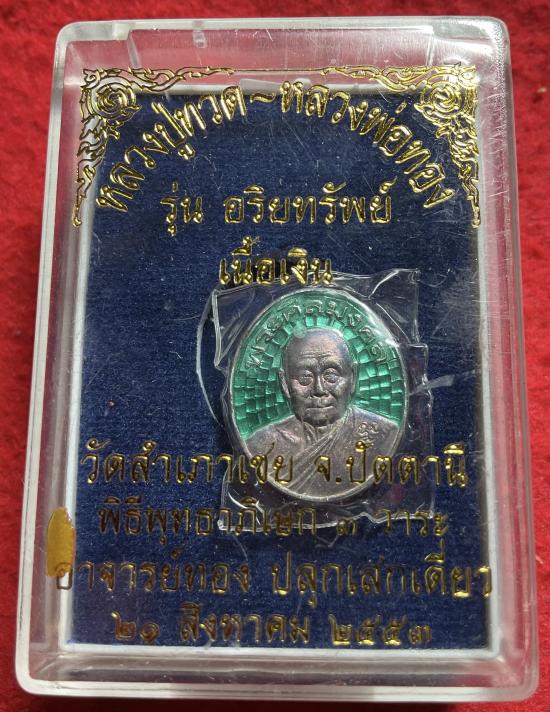 หลวงปู่ทวด~หลวงพ่อทอง
รุ่น อริยทรัพย์
เนื้อเงิน
วัดสำเภาเชย จ.ปัตตานี
พิธีพุทธาภิเษก ๓ วาระ
อาจารย์ทอง ปลุกเสกเดี่ยว
๒๑ สิงหาคม ๒๕๕๓